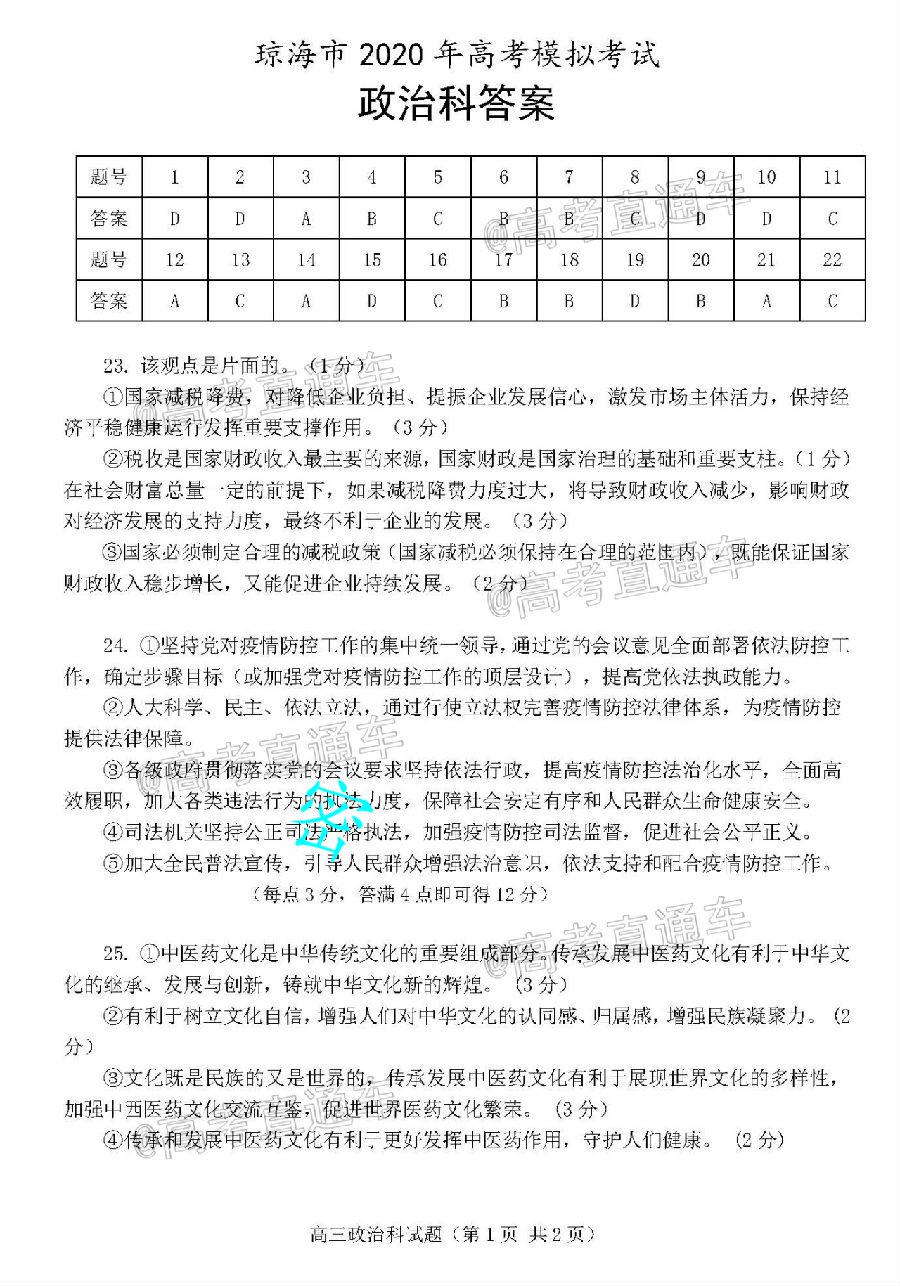 琼海市 2020 年高考模拟考试
政治科答案
题号 1 2 3 4 5 6 7 8 9 10 11
答案 D D A B C B B C D D C
题号 12 13 14 15 16 17 18 19 20 21 22
答案 A C A D C B B D B A C
@高考直通车
23. 该观点是片面的。（1 分）
①国家减税降费，对降低企业负担、提振企业发展信心，激发市场主体活力，保持经
济平稳健康运行发挥重要支撑作用。（3 分）
@高考直通车
②税收是国家财政收入最主要的来源，国家财政是国家治理的基础和重要支柱。（1 分）
在社会财富总量一定的前提下，如果减税降费力度过大，将导致财政收入减少，影响财政
对经济发展的支持力度，最终不利于企业的发展。（3 分）
③国家必须制定合理的减税政策（国家减税必须保持在合理的范围内），既能保证国家
财政收入稳步增长，又能促进企业持续发展。（2 分）
@高考直通车
24. ①坚持党对疫情防控工作的集中统一领导，通过党的会议意见全面部署依法防控工
作，确定步骤目标（或加强党对疫情防控工作的顶层设计），提高党依法执政能力。
②人大科学、民主、依法立法，通过行使立法权完善疫情防控法律体系，为疫情防控
提供法律保障。
@高考直通车
③各级政府贯彻落实党的会议要求坚持依法行政，提高疫情防控法治化水平，全面高
效履职，加大各类违法行为的执法力度，保障社会安定有序和人民群众生命健康安全。
密
④司法机关坚持公正司法严格执法，加强疫情防控司法监督，促进社会公平正义。
⑤加大全民普法宣传，引导人民群众增强法治意识，依法支持和配合疫情防控工作。
（每点 3 分，答满 4 点即可得 12 分）
@高考直通车
25. ①中医药文化是中华传统文化的重要组成部分。传承发展中医药文化有利于中华文
化的继承、发展与创新，铸就中华文化新的辉煌。（3 分）
②有利于树立文化自信，增强人们对中华文化的认同感、归属感，增强民族凝聚力。（2
分）
③文化既是民族的又是世界的，传承发展中医药文化有利于展现世界文化的多样性，
加强中西医药文化交流互鉴，促进世界医药文化繁荣。（3 分）
@高考直通车
④传承和发展中医药文化有利于更好发挥中医药作用，守护人们健康。（2 分）
高三政治科试题（第 1 页 共 2 页）